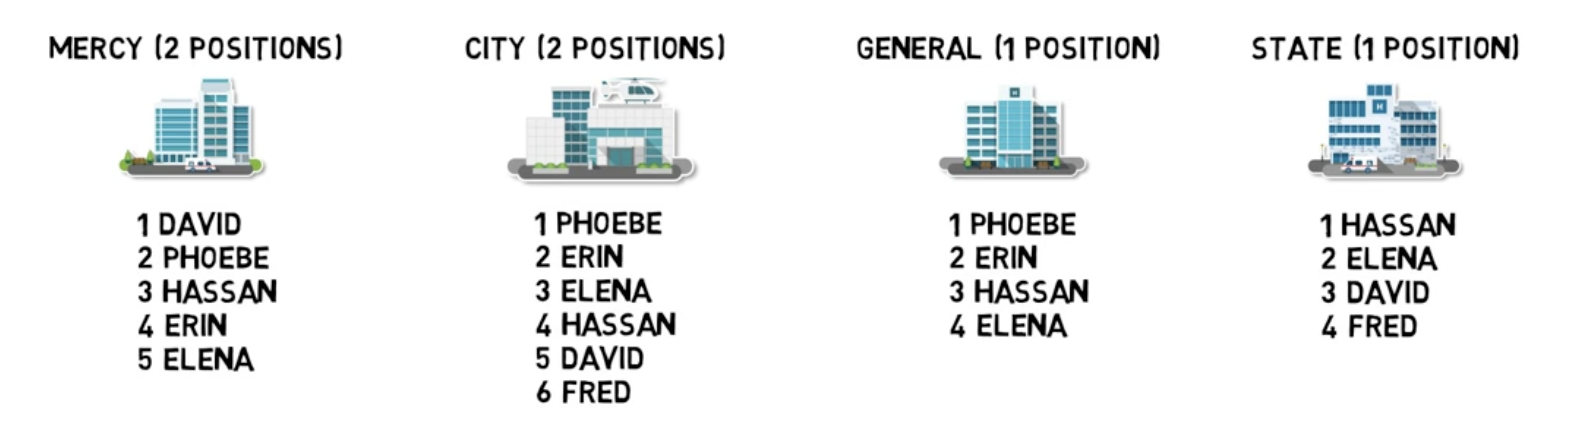 MERCY (2 POSITIONS)
1 DAVID
2 PHOEBE
3 HASSAN
4 ERIN
5 ELENA
CITY (2 POSITIONS)
1 PHOEBE
2 ERIN
3 ELENA
4 HASSAN
5 DAVID
6 FRED
GENERAL (1 POSITION)
H
1 PHOEBE
2 ERIN
3 HASSAN
4 ELENA
STATE (1 POSITION)
H
1 HASSAN
2 ELENA
3 DAVID
4 FRED